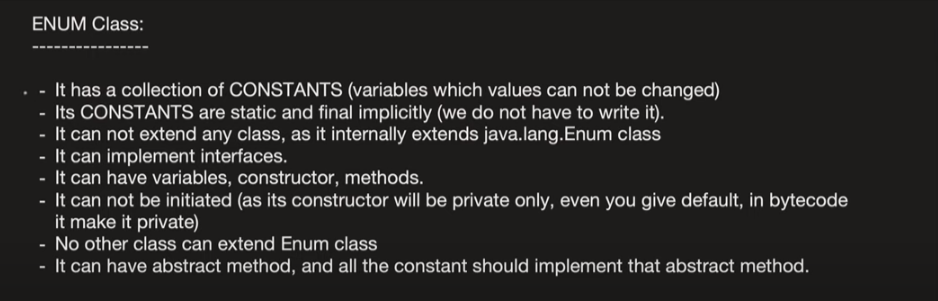 ENUM Class:
-----------------
- It has a collection of CONSTANTS (variables which values can not be changed)
- Its CONSTANTS are static and final implicitly (we do not have to write it).
- It can not extend any class, as it internally extends java.lang.Enum class
- It can implement interfaces.
- It can have variables, constructor, methods.
- It can not be initiated (as its constructor will be private only, even you give default, in bytecode
it make it private)
- No other class can extend Enum class
- It can have abstract method, and all the constant should implement that abstract method.